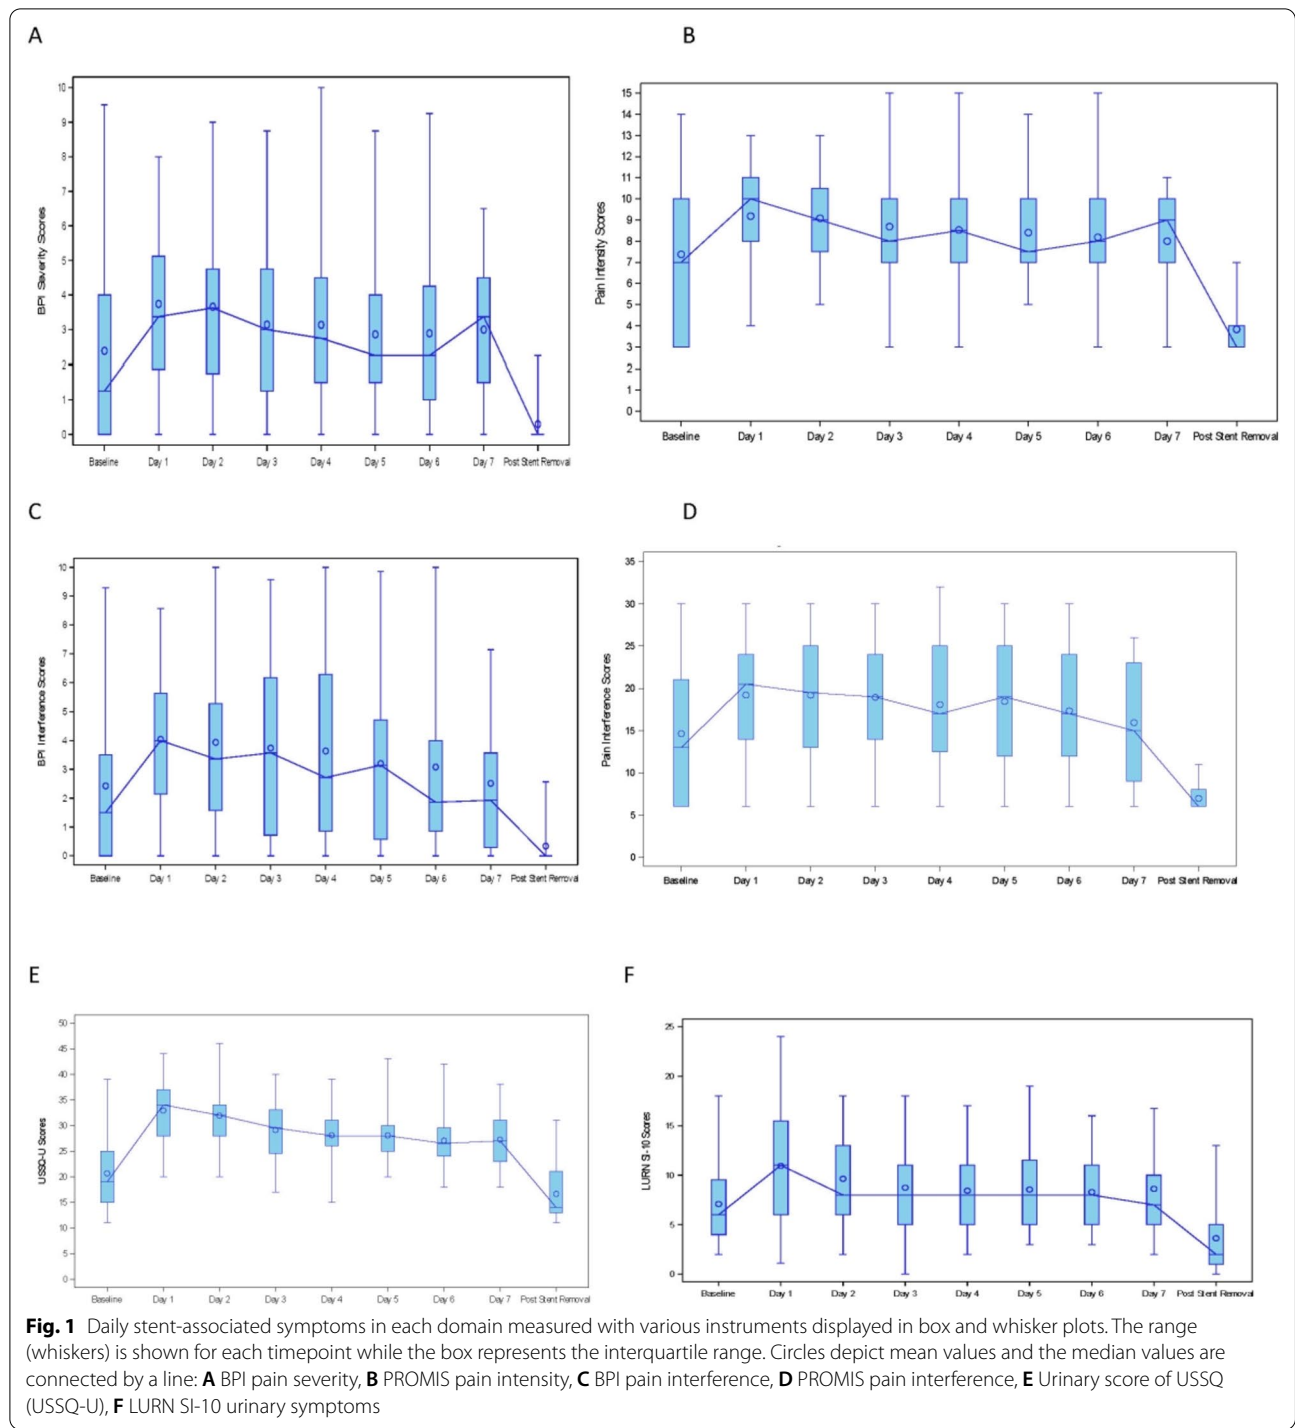 A
B
10
9
8
7
6
5
4
3
2
1
0
BPI Severity Scores
Baseline Day 1 Day 2 Day 3 Day 4 Day 5 Day 6 Day 7 Post Stent Removal
15
14
13
12
11
10
9
8
7
6
5
4
3
2
1
0
Pain Intensity Scores
Baseline Day 1 Day 2 Day 3 Day 4 Day 5 Day 6 Day 7 Post Stent Removal
C
D
10
9
8
7
6
5
4
3
2
1
0
BPI Interference Scores
Baseline Day 1 Day 2 Day 3 Day 4 Day 5 Day 6 Day 7 Post Stent Removal
35
30
25
20
15
10
5
0
Pain Interference Scores
Baseline Day 1 Day 2 Day 3 Day 4 Day 5 Day 6 Day 7 Post Stent Removal
E
F
50
45
40
35
30
25
20
15
10
5
0
USSQ-U Scores
Baseline Day 1 Day 2 Day 3 Day 4 Day 5 Day 6 Day 7 Post Stent Removal
25
20
15
10
5
0
LURN SI-10 Scores
Baseline Day 1 Day 2 Day 3 Day 4 Day 5 Day 6 Day 7 Post Stent Removal
Fig. 1 Daily stent-associated symptoms in each domain measured with various instruments displayed in box and whisker plots. The range
(whiskers) is shown for each timepoint while the box represents the interquartile range. Circles depict mean values and the median values are
connected by a line: A BPI pain severity, B PROMIS pain intensity, C BPI pain interference, D PROMIS pain interference, E Urinary score of USSQ
(USSQ-U), F LURN SI-10 urinary symptoms